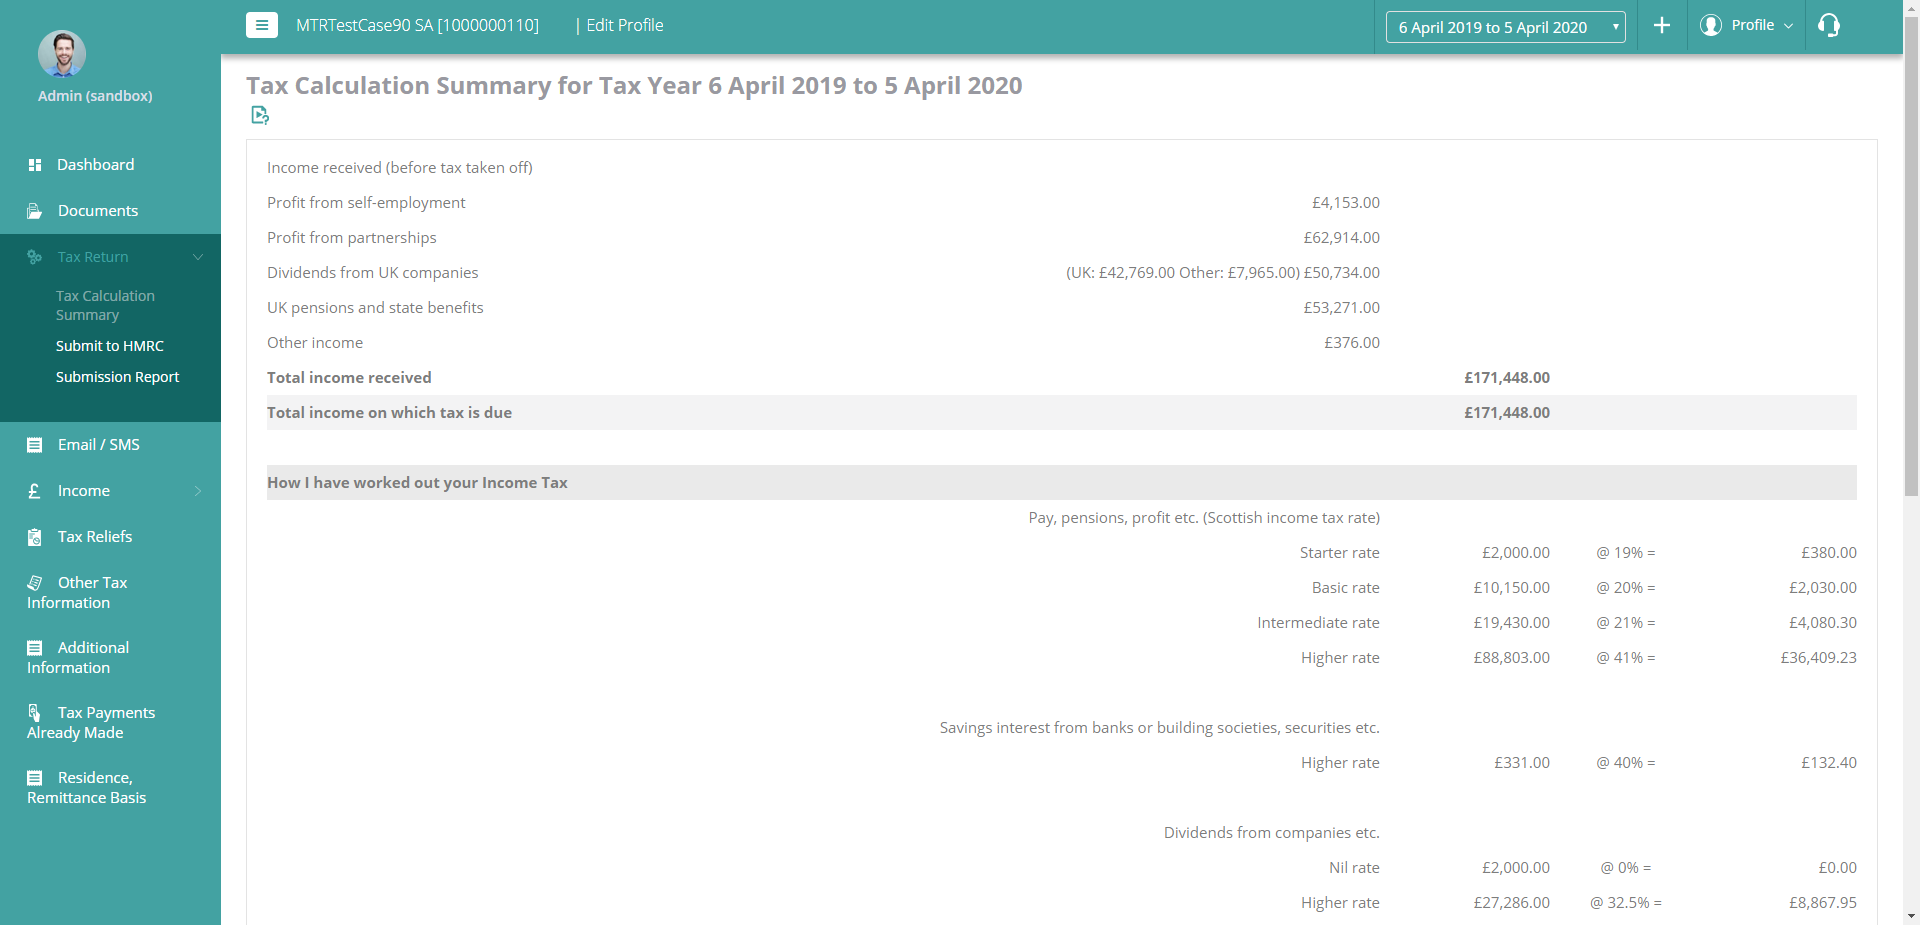 MTRTestCase90 SA [1000000110] | Edit Profile
6 April 2019 to 5 April 2020
Profile
Admin (sandbox)
Dashboard
Documents
Tax Return
Tax Calculation
Summary
Submit to HMRC
Submission Report
Email / SMS
Income
Tax Reliefs
Other Tax
Information
Additional
Information
Tax Payments
Already Made
Residence,
Remittance Basis
Tax Calculation Summary for Tax Year 6 April 2019 to 5 April 2020
Income received (before tax taken off)
Profit from self-employment £4,153.00
Profit from partnerships £62,914.00
Dividends from UK companies (UK: £42,769.00 Other: £7,965.00) £50,734.00
UK pensions and state benefits £53,271.00
Other income £376.00
Total income received £171,448.00
Total income on which tax is due £171,448.00
How I have worked out your Income Tax
Pay, pensions, profit etc. (Scottish income tax rate)
Starter rate £2,000.00 @ 19% = £380.00
Basic rate £10,150.00 @ 20% = £2,030.00
Intermediate rate £19,430.00 @ 21% = £4,080.30
Higher rate £88,803.00 @ 41% = £36,409.23
Savings interest from banks or building societies, securities etc.
Higher rate £331.00 @ 40% = £132.40
Dividends from companies etc.
Nil rate £2,000.00 @ 0% = £0.00
Higher rate £27,286.00 @ 32.5% = £8,867.95